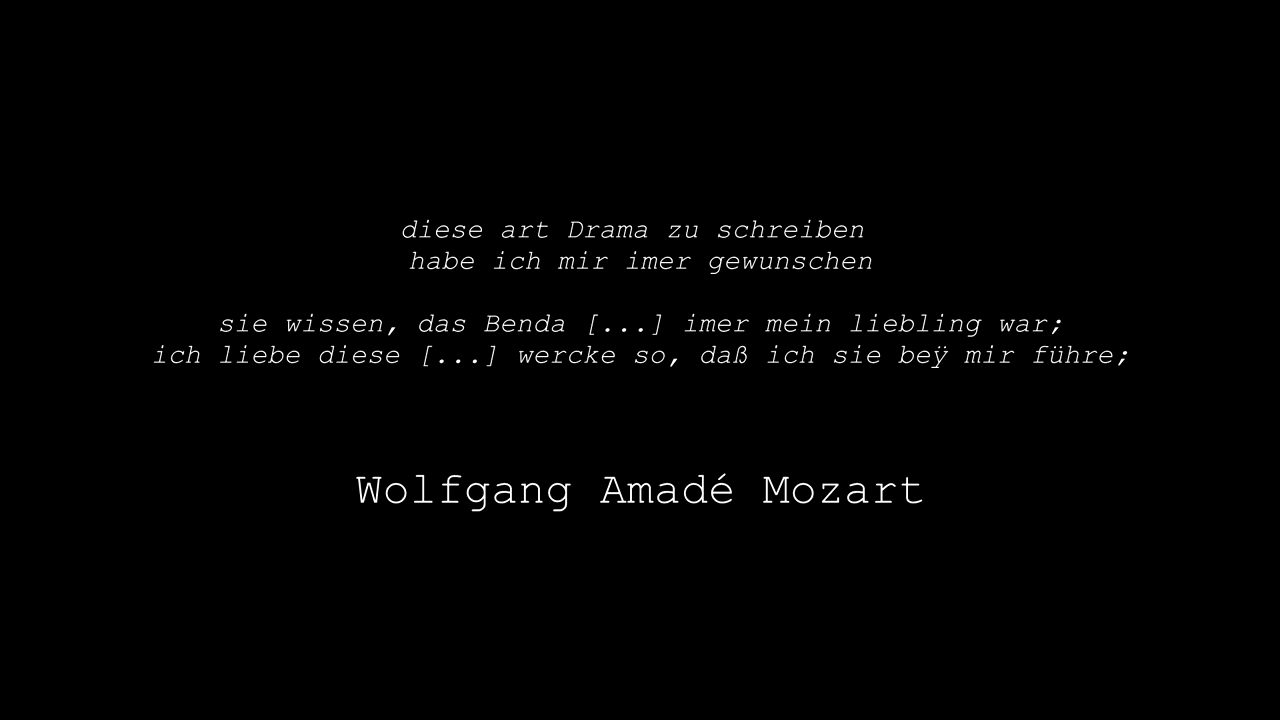 diese art Drama zu schreiben
habe ich mir imer gewunschen
sie wissen, das Benda [...] imer mein liebling war;
ich liebe diese [...] wercke so, daß ich sie beÿ mir führe;
Wolfgang Amadé Mozart